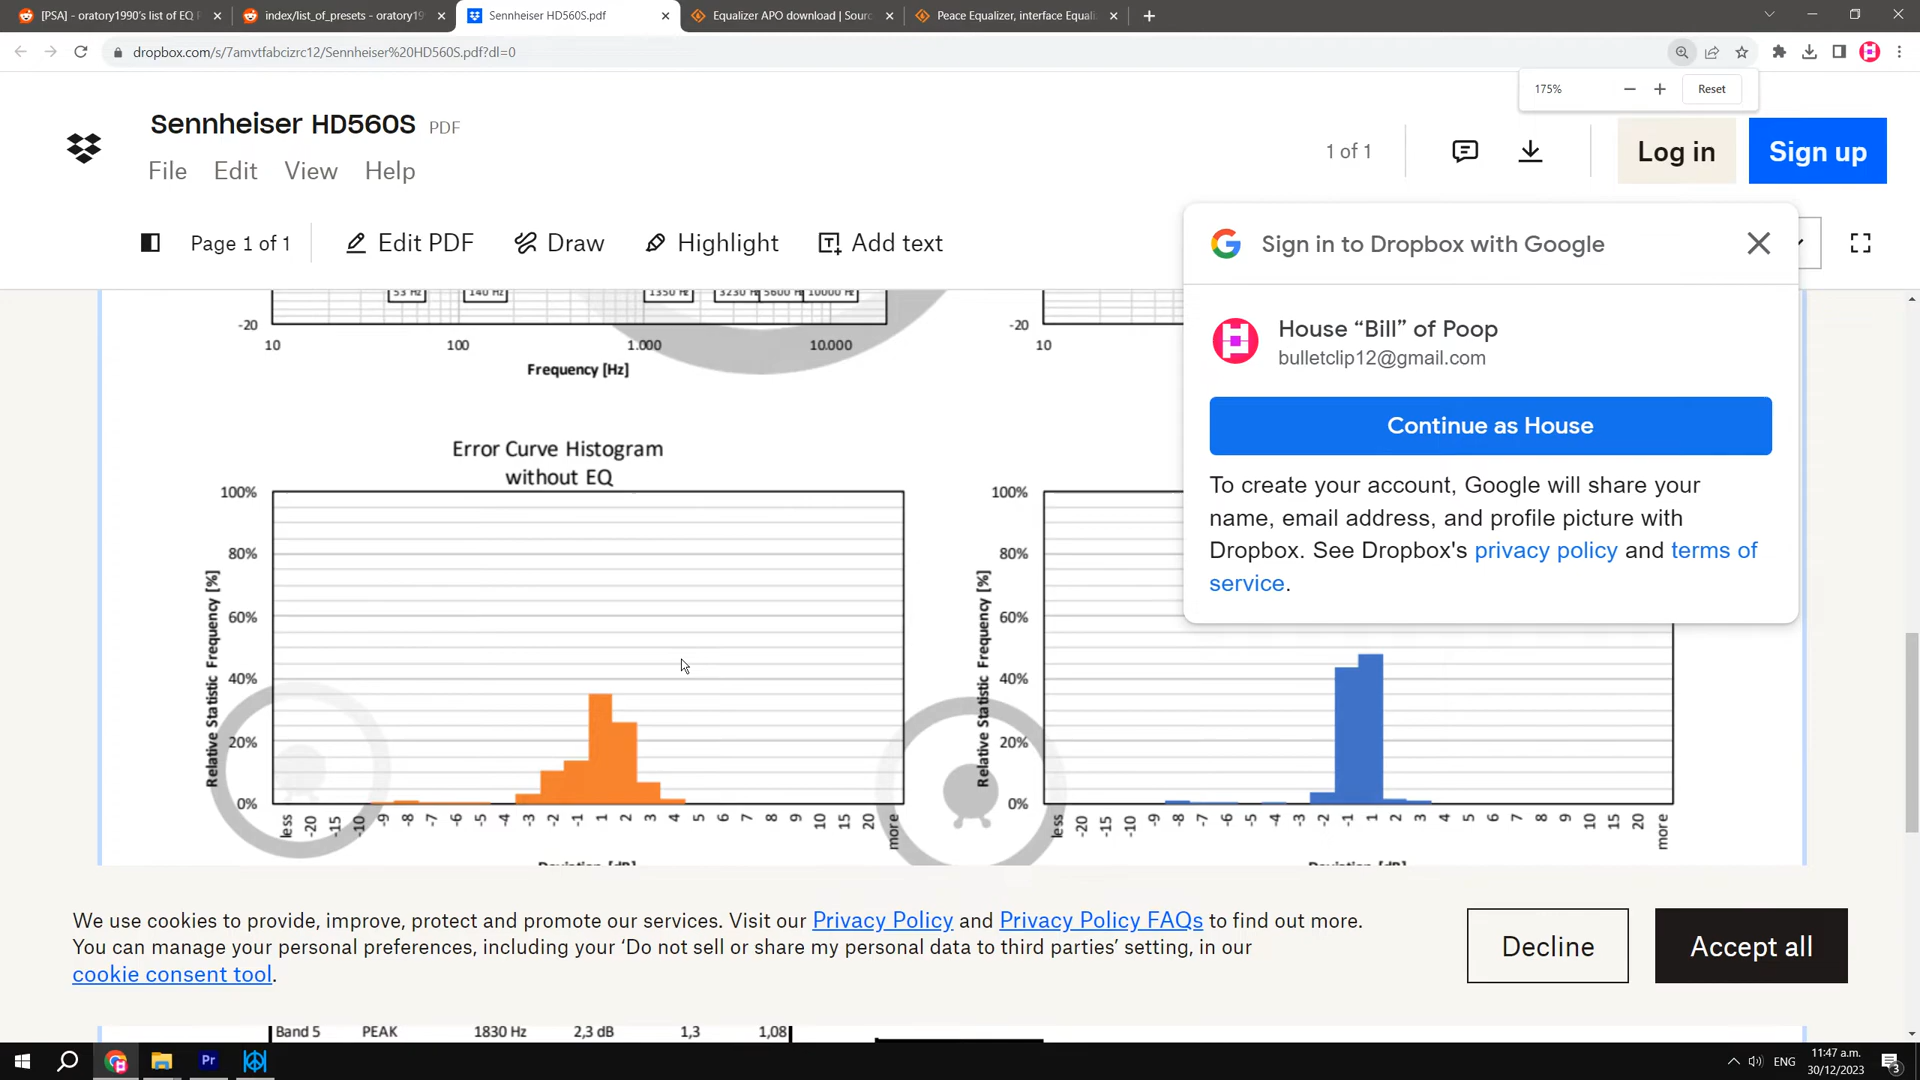 [PSA] - oratory1990's list of EQ P
index/list_of_presets - oratory19
Sennheiser HD560S.pdf
Equalizer APO download | Sourc
Peace Equalizer, interface Equali
dropbox.com/s/7amvtfabcizrc12/Sennheiser%20HD560S.pdf?dl=0
175%
Reset
Sennheiser HD560S PDF
File Edit View Help
1 of 1
Log in
Sign up
Page 1 of 1
Edit PDF
Draw
Highlight
Add text
Sign in to Dropbox with Google
House “Bill” of Poop
bulletclip12@gmail.com
Continue as House
To create your account, Google will share your
name, email address, and profile picture with
Dropbox. See Dropbox's privacy policy and terms of
service.
53 Hz 140 Hz 1350 Hz 3230 Hz 5600 Hz 10000 Hz
-20
10 100 1.000 10.000
Frequency [Hz]
-20
10
Error Curve Histogram
without EQ
Relative Statistic Frequency [%]
100%
80%
60%
40%
20%
0%
less -20 -15 -10 -9 -8 -7 -6 -5 -4 -3 -2 -1 1 2 3 4 5 6 7 8 9 10 15 20 more
Deviation [dB]
Relative Statistic Frequency [%]
100%
80%
60%
40%
20%
0%
less -20 -15 -10 -9 -8 -7 -6 -5 -4 -3 -2 -1 1 2 3 4 5 6 7 8 9 10 15 20 more
Deviation [dB]
We use cookies to provide, improve, protect and promote our services. Visit our Privacy Policy and Privacy Policy FAQs to find out more.
You can manage your personal preferences, including your ‘Do not sell or share my personal data to third parties’ setting, in our
cookie consent tool.
Decline
Accept all
Band 5 PEAK 1830 Hz 2,3 dB 1,3 1,08
Pr
ENG
11:47 a.m.
30/12/2023
3